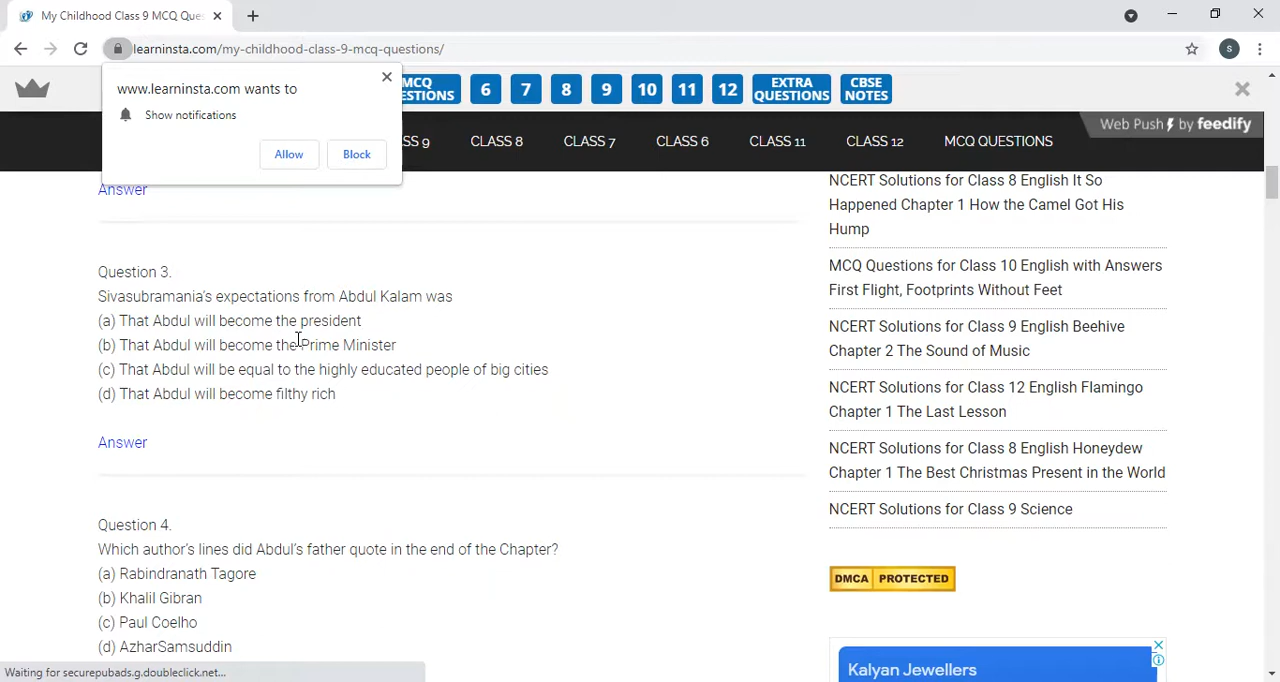 My Childhood Class 9 MCQ Ques
learninsta.com/my-childhood-class-9-mcq-questions/
S
www.learninsta.com wants to
Show notifications
Allow
Block
MCQ
ESTIONS
6
7
8
9
10
11
12
EXTRA
QUESTIONS
CBSE
NOTES
Web Push by feedify
SS 9
CLASS 8
CLASS 7
CLASS 6
CLASS 11
CLASS 12
MCQ QUESTIONS
Answer
Question 3.
Sivasubramania's expectations from Abdul Kalam was
(a) That Abdul will become the president
(b) That Abdul will become the Prime Minister
(c) That Abdul will be equal to the highly educated people of big cities
(d) That Abdul will become filthy rich
Answer
Question 4.
Which author's lines did Abdul's father quote in the end of the Chapter?
(a) Rabindranath Tagore
(b) Khalil Gibran
(c) Paul Coelho
(d) AzharSamsuddin
NCERT Solutions for Class 8 English It So
Happened Chapter 1 How the Camel Got His
Hump
MCQ Questions for Class 10 English with Answers
First Flight, Footprints Without Feet
NCERT Solutions for Class 9 English Beehive
Chapter 2 The Sound of Music
NCERT Solutions for Class 12 English Flamingo
Chapter 1 The Last Lesson
NCERT Solutions for Class 8 English Honeydew
Chapter 1 The Best Christmas Present in the World
NCERT Solutions for Class 9 Science
DMCA PROTECTED
Kalyan Jewellers
Waiting for securepubads.g.doubleclick.net...